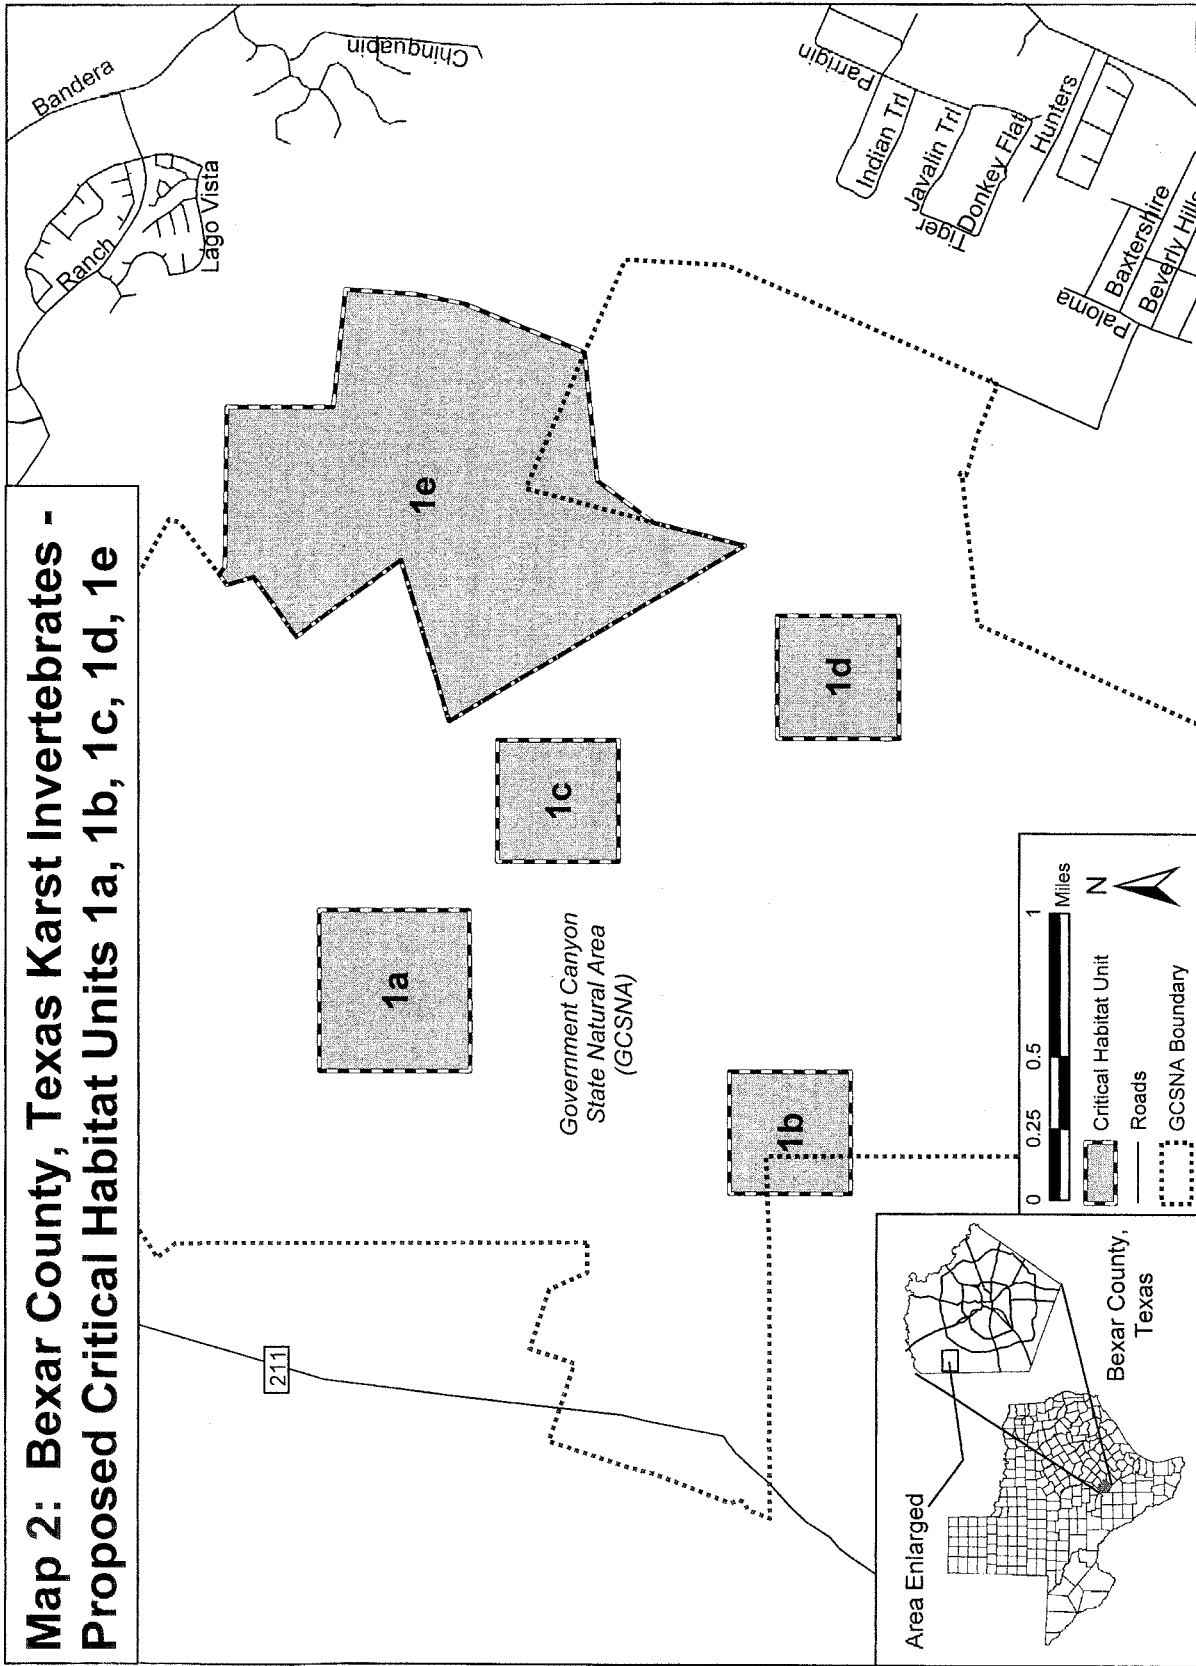 Map 2: Bexar County, Texas Karst Invertebrates -
Proposed Critical Habitat Units 1a, 1b, 1c, 1d, 1e
Bandera
Ranch
Lago Vista
Chinquapin
211
1a
1c
1e
Government Canyon
State Natural Area
(GCSNA)
1b
1d
Parrigin
Indian Trl
Javalin Trl
Tiger
Donkey Flat
Hunters
Paloma
Baxtershire
Beverly Hills
Area Enlarged
Bexar County,
Texas
0 0.25 0.5 1
Miles
N
Critical Habitat Unit
Roads
GCSNA Boundary